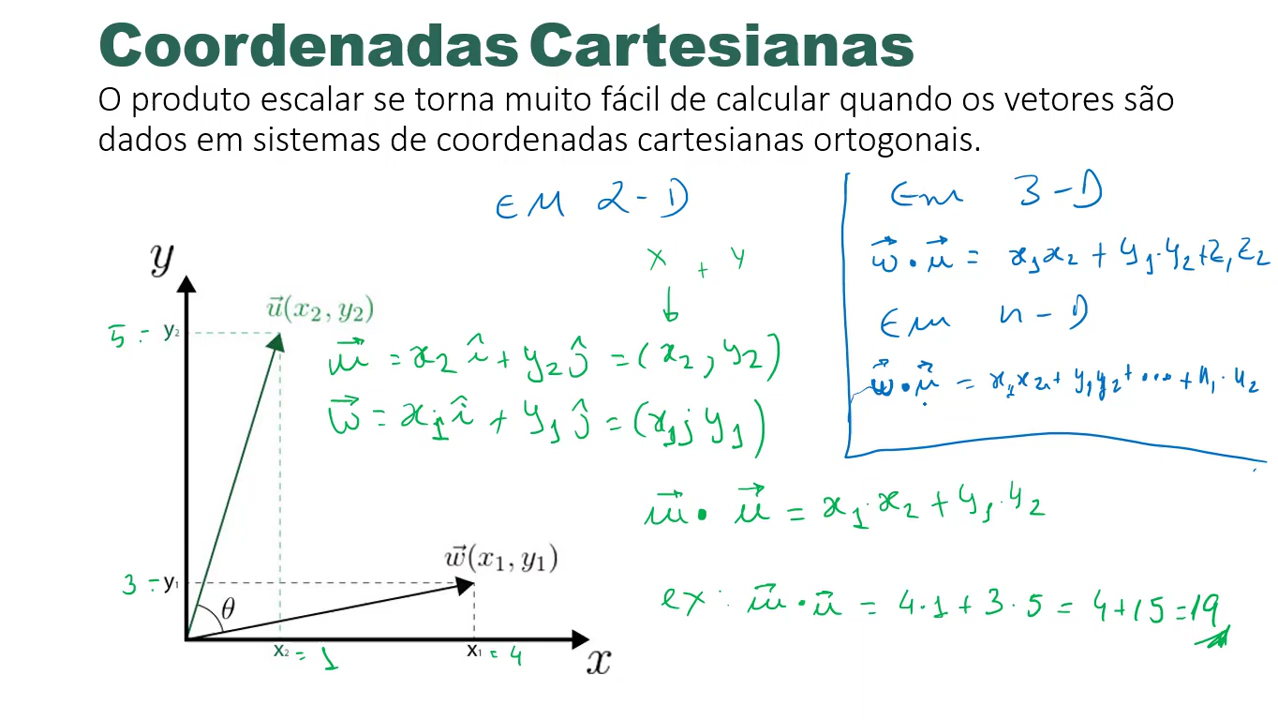 Coordenadas Cartesianas
O produto escalar se torna muito fácil de calcular quando os vetores são
dados em sistemas de coordenadas cartesianas ortogonais.
EM 2-D
x + y
y
5 = y₂
u⃗(x₂, y₂)
u⃗ = x₂ î + y₂ ĵ = (x₂, y₂)
w⃗ = x₁ î + y₁ ĵ = (x₁; y₁)
Em 3-D
w⃗ • u⃗ = x₁x₂ + y₁·y₂ + z₁z₂
Em n-D
w⃗ • u⃗ = x₁x₂ + y₁y₂ + ... + n₁·n₂
w⃗ • u⃗ = x₁·x₂ + y₁·y₂
w⃗(x₁, y₁)
3 = y₁
θ
ex: w⃗ • u⃗ = 4·1 + 3·5 = 4+15 = 19
x₂ = 1
x₁ = 4
x